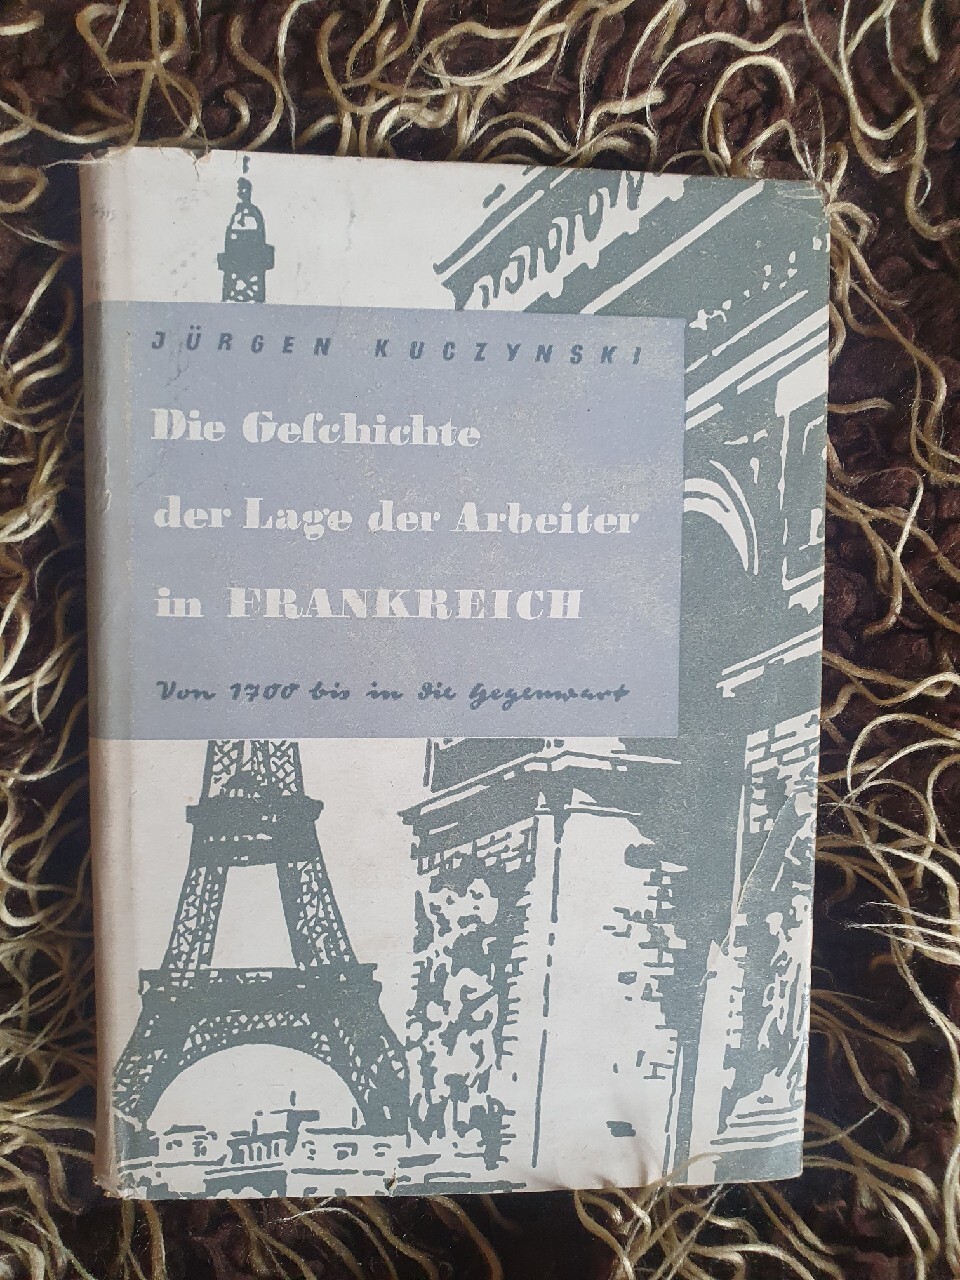 JÜRGEN KUCZYNSKI
Die Geſchichte
der Lage der Arbeiter
in FRANKREICH
Von 1700 bis in die Gegenwart